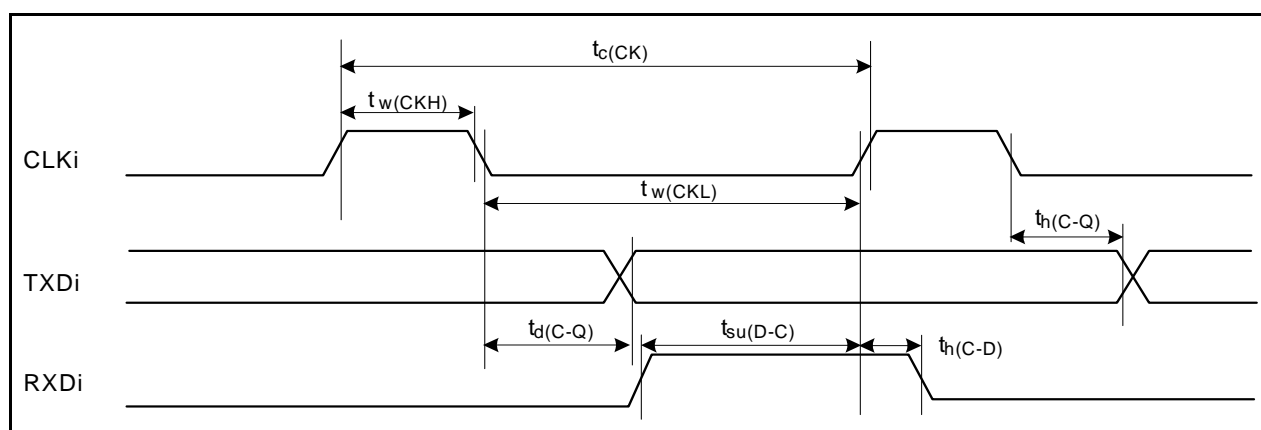 tc(CK)
tw(CKH)
CLKi
tw(CKL)
th(C-Q)
TXDi
td(C-Q)
tsu(D-C)
th(C-D)
RXDi